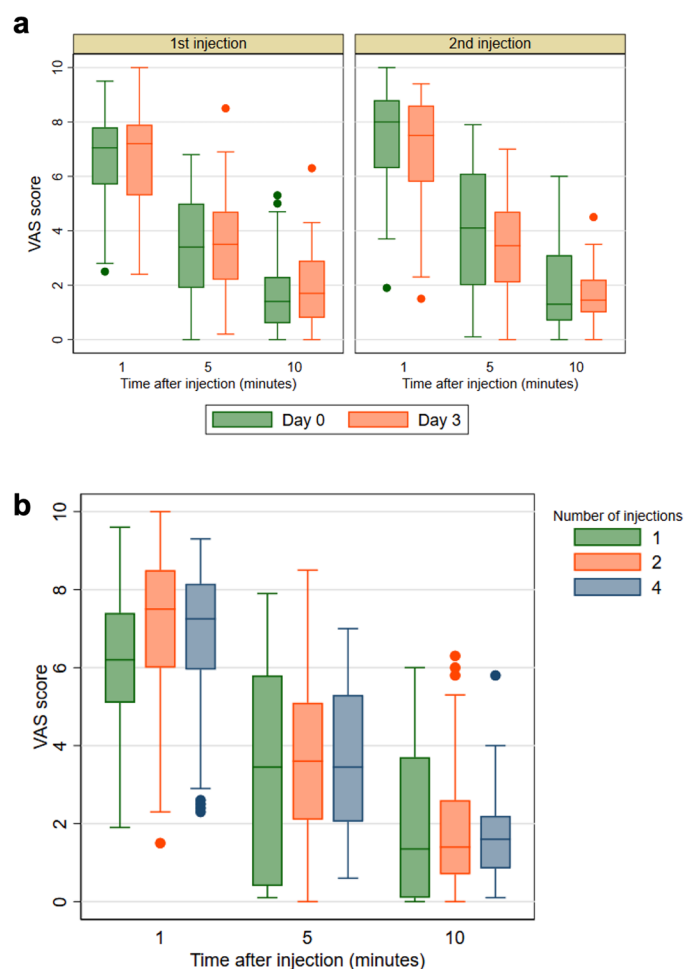 a
1st injection 2nd injection
10
8
6
4
2
0
VAS score
1 5 10 1 5 10
Time after injection (minutes) Time after injection (minutes)
Day 0 Day 3
b
10
8
6
4
2
0
VAS score
1 5 10
Time after injection (minutes)
Number of injections
1
2
4